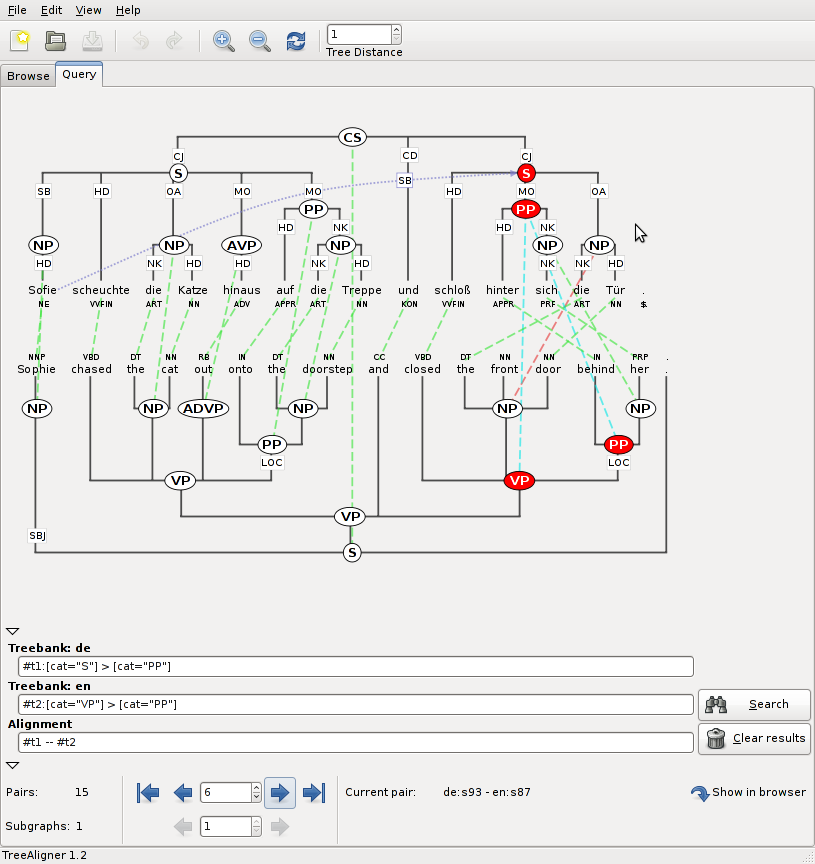 File Edit View Help
1
Tree Distance
Browse Query
CS
CJ CD CJ
S S
SB HD OA MO MO SB HD MO OA
PP PP
HD NK HD NK
NP NP AVP NP NP NP
HD NK HD HD NK HD NK NK HD
Sofie scheuchte die Katze hinaus auf die Treppe und schloß hinter sich die Tür .
NE VVFIN ART NN ADV APPR ART NN KON VVFIN APPR PRF ART NN $.
NNP VBD DT NN RB IN DT NN CC VBD DT NN NN IN PRP .
Sophie chased the cat out onto the doorstep and closed the front door behind her .
NP NP ADVP NP NP NP
PP PP
LOC LOC
VP VP
VP
SBJ
S
Treebank: de
#t1:[cat="S"] > [cat="PP"]
Treebank: en
#t2:[cat="VP"] > [cat="PP"]
Search
Alignment
#t1 -- #t2
Clear results
Pairs: 15 6 Current pair: de:s93 - en:s87 Show in browser
Subgraphs: 1 1
TreeAligner 1.2